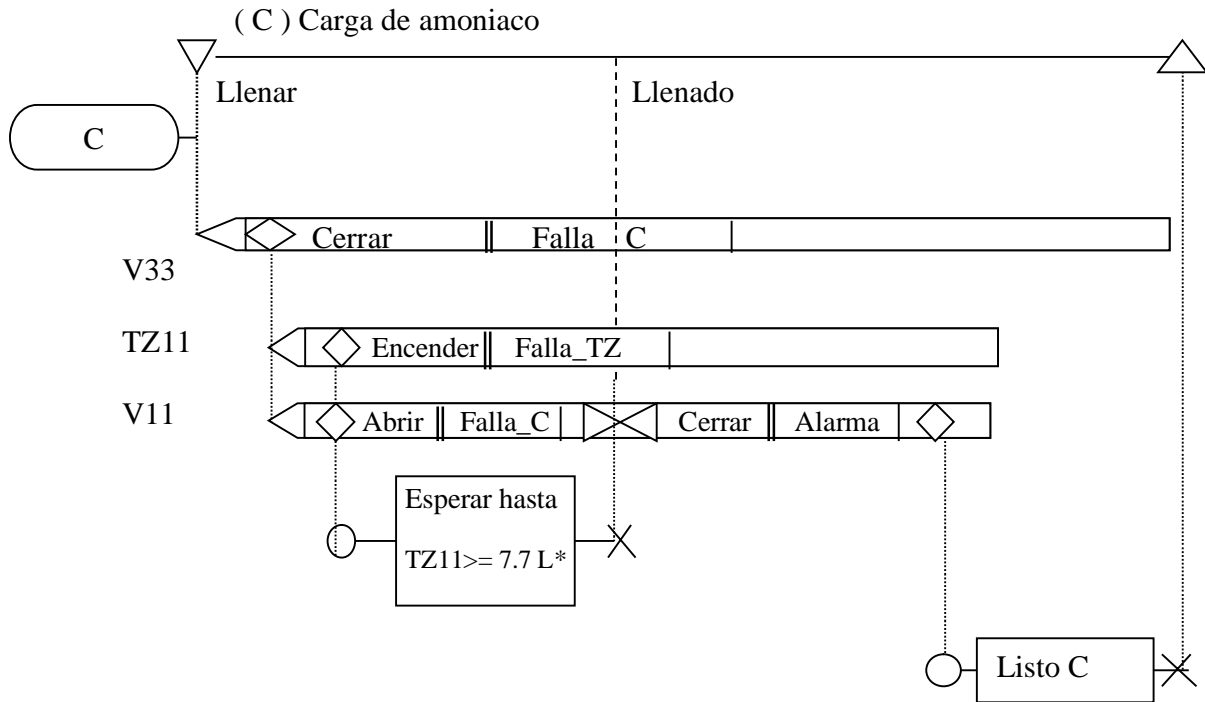 ( C ) Carga de amoniaco
Llenar
Llenado
C
Cerrar
Falla C
V33
TZ11
Encender
Falla_TZ
V11
Abrir
Falla_C
Cerrar
Alarma
Esperar hasta
TZ11>= 7.7 L*
Listo C